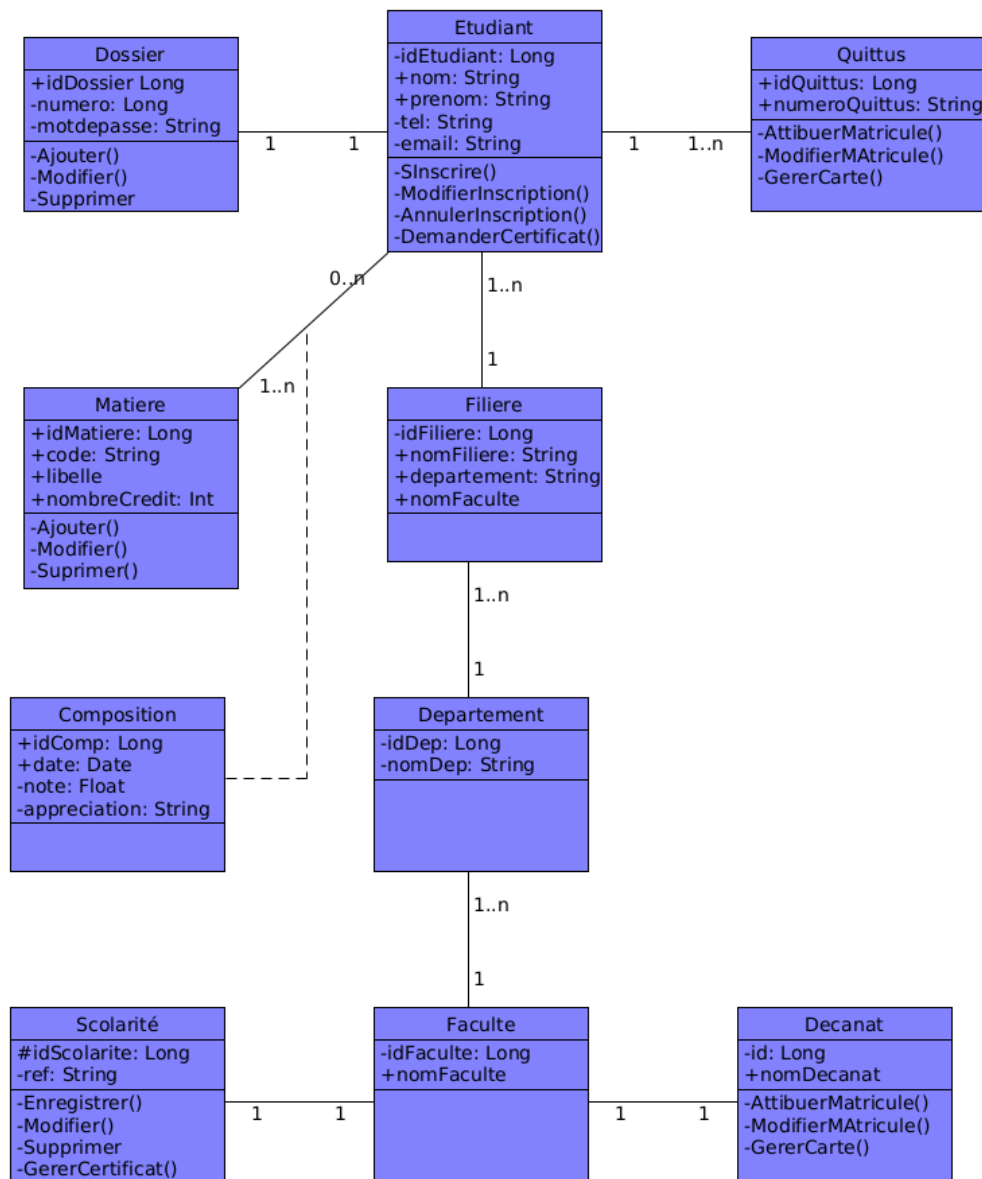 Dossier
+idDossier Long
-numero: Long
-motdepasse: String
-Ajouter()
-Modifier()
-Supprimer
1
1
Etudiant
-idEtudiant: Long
+nom: String
+prenom: String
-tel: String
-email: String
-SInscrire()
-ModifierInscription()
-AnnulerInscription()
-DemanderCertificat()
1
1..n
Quittus
+idQuittus: Long
+numeroQuittus: String
-AttibuerMatricule()
-ModifierMAtricule()
-GererCarte()
0..n
1..n
1..n
1
Matiere
+idMatiere: Long
+code: String
+libelle
+nombreCredit: Int
-Ajouter()
-Modifier()
-Suprimer()
Filiere
-idFiliere: Long
+nomFiliere: String
+departement: String
+nomFaculte
1..n
1
Composition
+idComp: Long
+date: Date
-note: Float
-appreciation: String
Departement
-idDep: Long
-nomDep: String
1..n
1
Scolarité
#idScolarite: Long
-ref: String
-Enregistrer()
-Modifier()
-Supprimer
-GererCertificat()
1
1
Faculte
-idFaculte: Long
+nomFaculte
1
1
Decanat
-id: Long
+nomDecanat
-AttibuerMatricule()
-ModifierMAtricule()
-GererCarte()